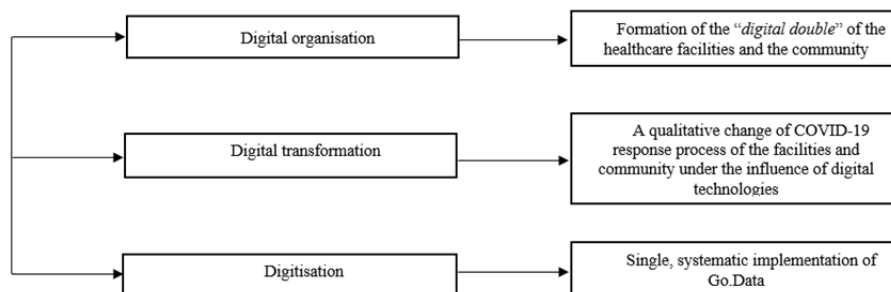 Digital organisation
Formation of the “digital double” of the
healthcare facilities and the community
Digital transformation
A qualitative change of COVID-19
response process of the facilities and
community under the influence of digital
technologies
Digitisation
Single, systematic implementation of
Go.Data